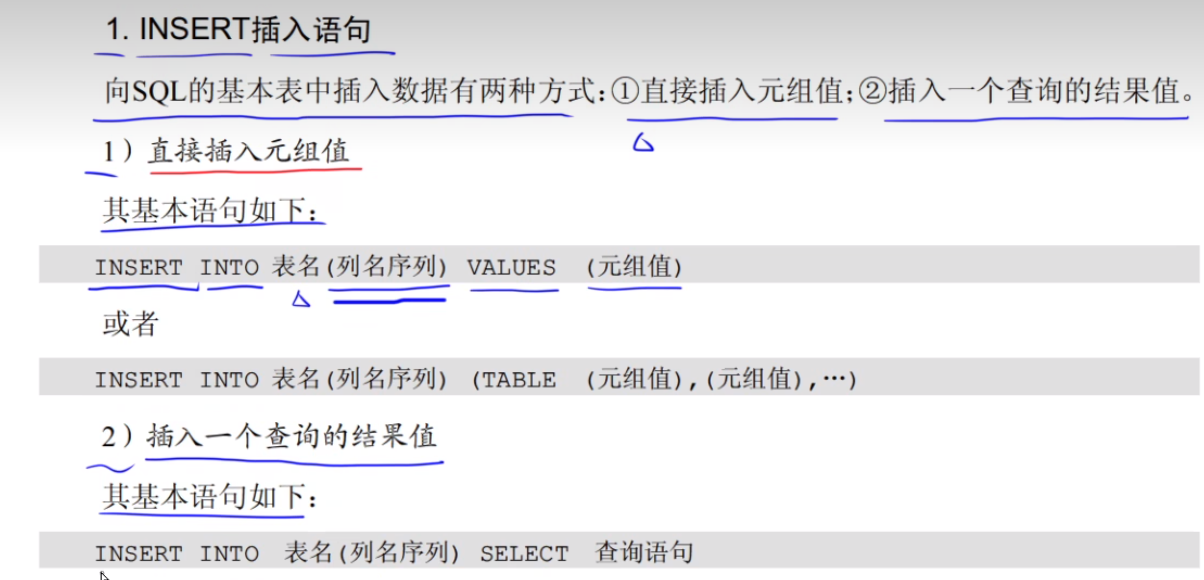 1. INSERT插入语句
向SQL的基本表中插入数据有两种方式:①直接插入元组值;②插入一个查询的结果值。
1）直接插入元组值
其基本语句如下:
INSERT INTO 表名(列名序列) VALUES (元组值)
或者
INSERT INTO 表名(列名序列) (TABLE (元组值),(元组值),…)
2）插入一个查询的结果值
其基本语句如下:
INSERT INTO 表名(列名序列) SELECT 查询语句